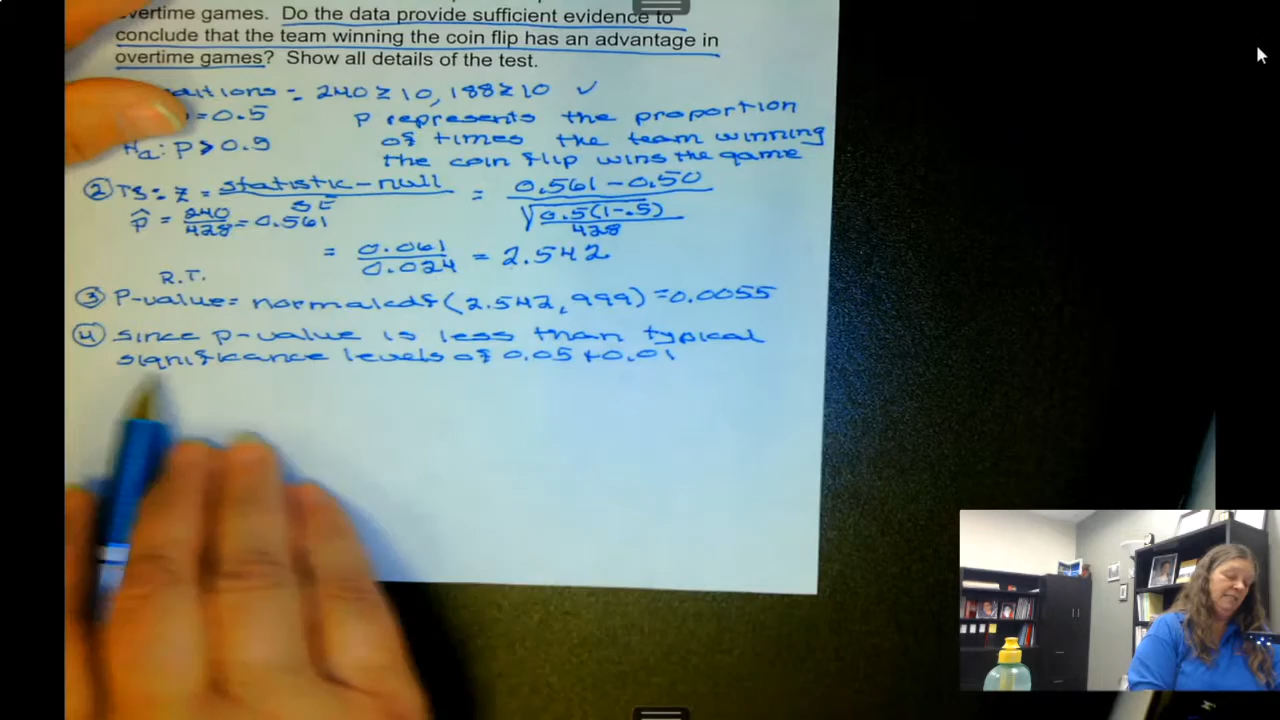 overtime games. Do the data provide sufficient evidence to
conclude that the team winning the coin flip has an advantage in
overtime games? Show all details of the test.
= 240 ≥ 10, 188 ≥ 10 ✓
= 0.5
P represents the proportion
Ha: P > 0.5
of times the team winning
the coin flip wins the game
② TS: z = statistic - null / SE = 0.561 - 0.50 / √0.5(1-.5)/428
p̂ = 240/428 = 0.561
= 0.061/0.024 = 2.542
R.T.
③ P-value = normalcdf(2.542, 999) = 0.0055
④ Since p-value is less than typical
significance levels of 0.05 + 0.01